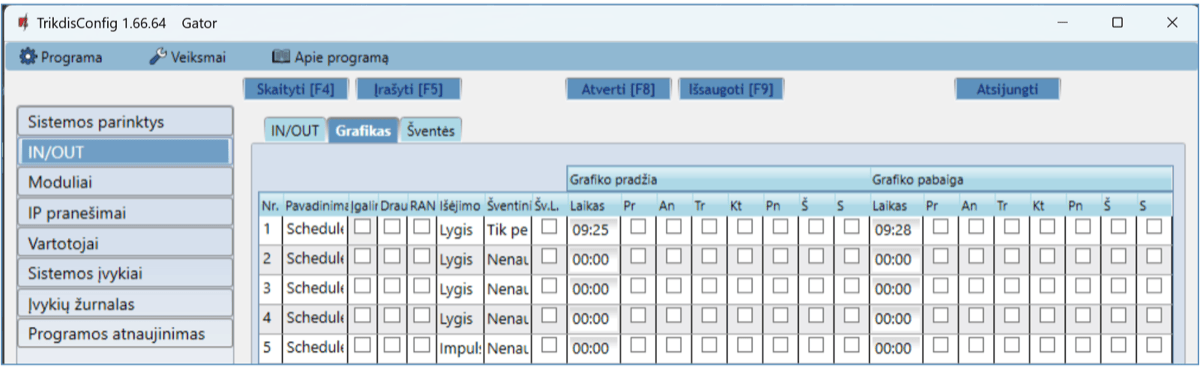 TrikdisConfig 1.66.64 Gator
Programa Veiksmai Apie programą
Skaityti [F4] Įrašyti [F5] Atverti [F8] Išsaugoti [F9] Atsijungti
Sistemos parinktys
IN/OUT
Moduliai
IP pranešimai
Vartotojai
Sistemos įvykiai
Įvykių žurnalas
Programos atnaujinimas
IN/OUT Grafikas Šventės
Grafiko pradžia Grafiko pabaiga
Nr. Pavadinima Įgalin Drau RAN Išėjimo Šventini Šv.L. Laikas Pr An Tr Kt Pn Š S Laikas Pr An Tr Kt Pn Š S
1 Schedule Lygis Tik pe 09:25 09:28
2 Schedule Lygis Nenau 00:00 00:00
3 Schedule Lygis Nenau 00:00 00:00
4 Schedule Lygis Nenau 00:00 00:00
5 Schedule Impuls Nenau 00:00 00:00